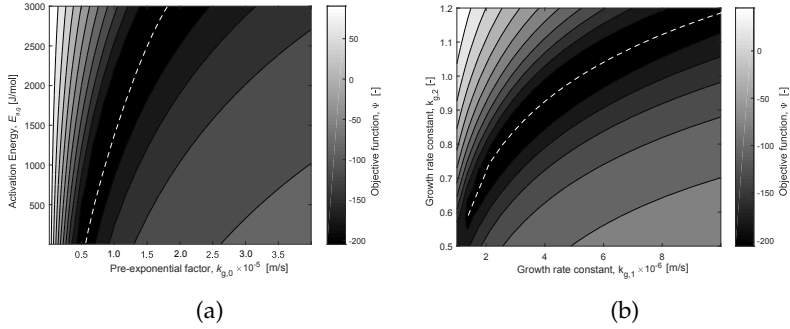 3000
2500
2000
1500
1000
500
0.5 1.0 1.5 2.0 2.5 3.0 3.5
Activation Energy, E_a,g [J/mol]
Pre-exponential factor, k_g,0 ×10^-5 [m/s]
50
0
-50
-100
-150
-200
Objective function, Ψ [-]
(a)
1.2
1.1
1.0
0.9
0.8
0.7
0.6
0.5
2 4 6 8
Growth rate constant, k_g,2 [-]
Growth rate constant, k_g,1 ×10^-6 [m/s]
0
-50
-100
-150
-200
Objective function, Ψ [-]
(b)